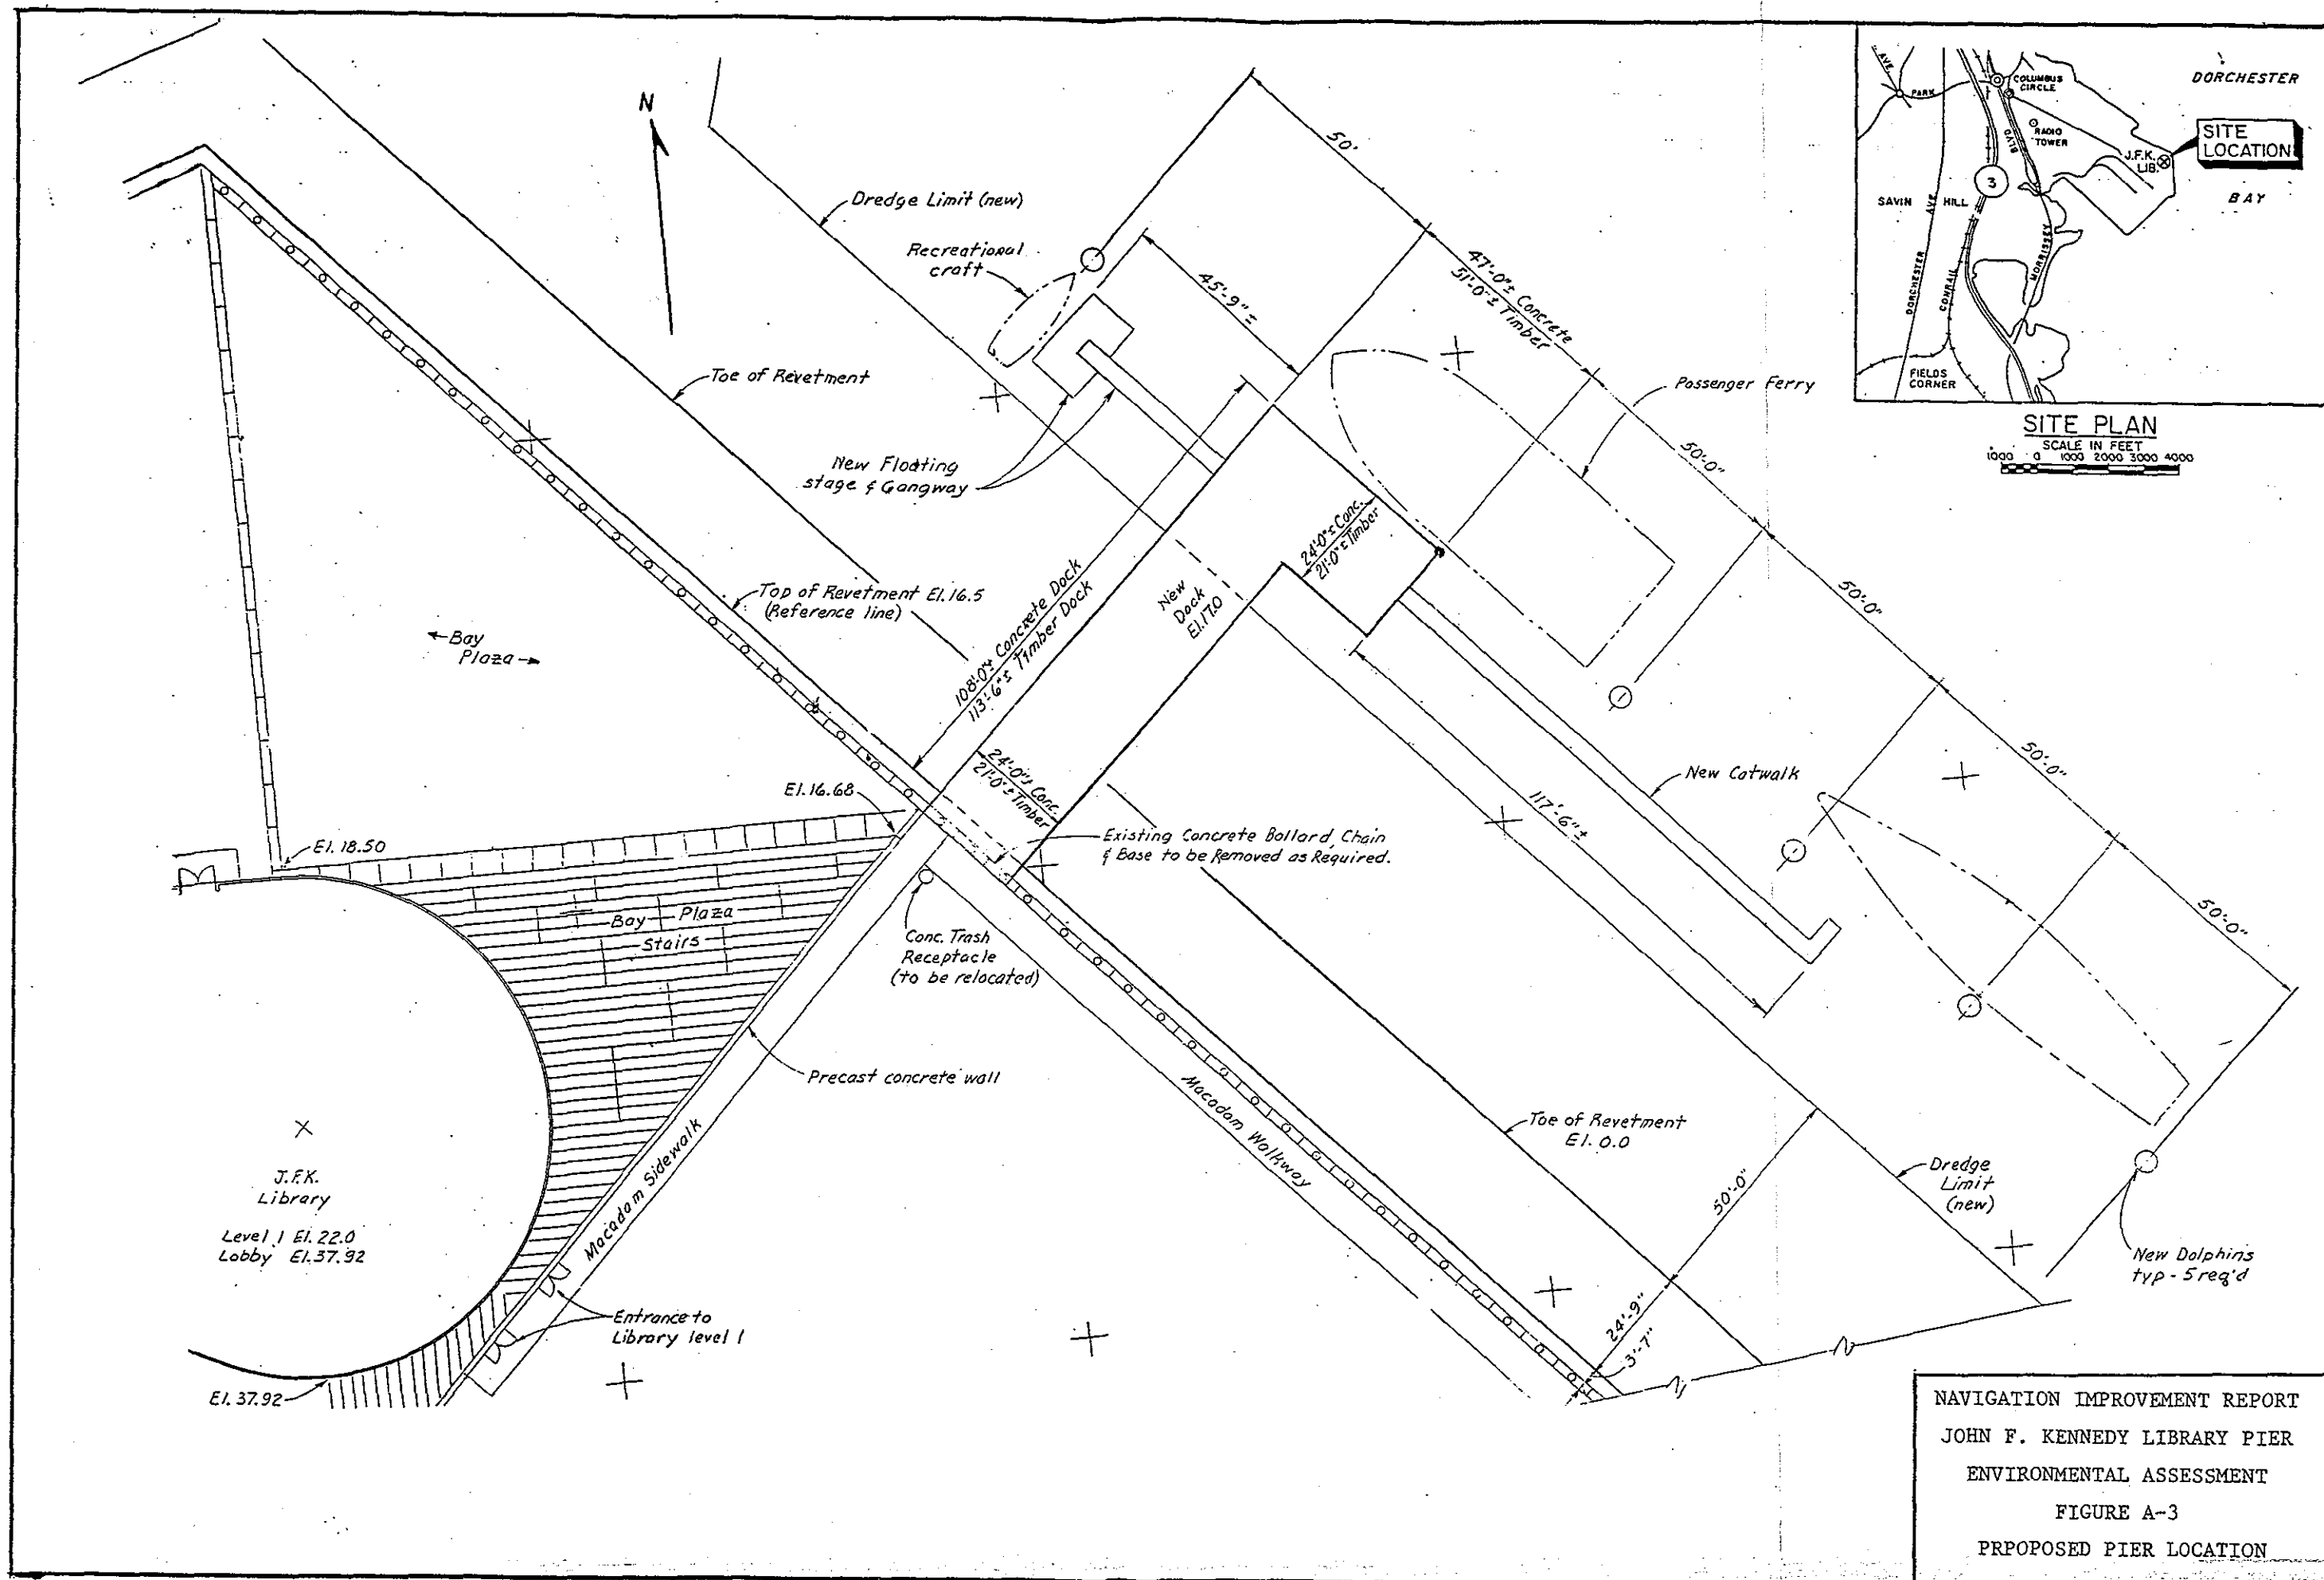 N
Dredge Limit (new)
Recreational
craft
Toe of Revetment
New Floating
stage & Gangway
Top of Revetment El. 16.5
(Reference line)
←Bay
Plaza→
50'
45'-9"±
47'-0"± Concrete
51'-0"± Timber
Passenger Ferry
50'-0"
50'-0"
50'-0"
50'-0"
24'-0"± Conc.
21'-0"± Timber
New
Dock
El.17.0
108'-0"± Concrete Dock
113'-6"± Timber Dock
24'-0"± Conc.
21'-0"± Timber
New Catwalk
117'-6"±
El. 16.68
El. 18.50
Existing Concrete Bollard, Chain
& Base to be Removed as Required.
Bay Plaza
Stairs
Conc. Trash
Receptacle
(to be relocated)
Precast concrete wall
Macadam Sidewalk
Macadam Walkway
J.F.K.
Library
Level 1 El. 22.0
Lobby El. 37.92
Entrance to
Library level 1
El. 37.92
Toe of Revetment
El. 0.0
50'-0"
24'-9"
3'-7"
Dredge
Limit
(new)
New Dolphins
typ - 5 req'd
AVE
PARK
COLUMBUS
CIRCLE
RADIO
TOWER
BLVD
J.F.K.
LIB.
DORCHESTER
SITE
LOCATION
BAY
3
SAVIN HILL
AVE
DORCHESTER
CONRAIL
MORRISSEY
FIELDS
CORNER
SITE PLAN
SCALE IN FEET
1000 0 1000 2000 3000 4000
NAVIGATION IMPROVEMENT REPORT
JOHN F. KENNEDY LIBRARY PIER
ENVIRONMENTAL ASSESSMENT
FIGURE A-3
PRPOPOSED PIER LOCATION